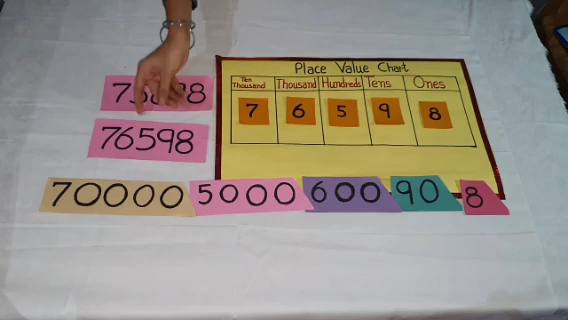 Place Value Chart
Ten Thousand Thousand Hundreds Tens Ones
7 6 5 9 8
76598
70000 5000 600 90 8